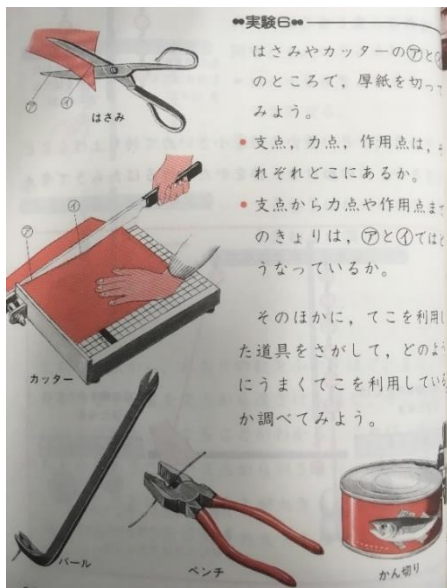 実験6
はさみやカッターの㋐と
のところで，厚紙を切って
みよう。
• 支点，力点，作用点は，
れぞれどこにあるか。
• 支点から力点や作用点まで
のきょりは，㋐と㋑では
うなっているか。
そのほかに，てこを利用し
た道具をさがして，どのよう
にうまくてこを利用している
か調べてみよう。
㋐
㋑
はさみ
㋐
㋑
カッター
バール
ペンチ
かん切り